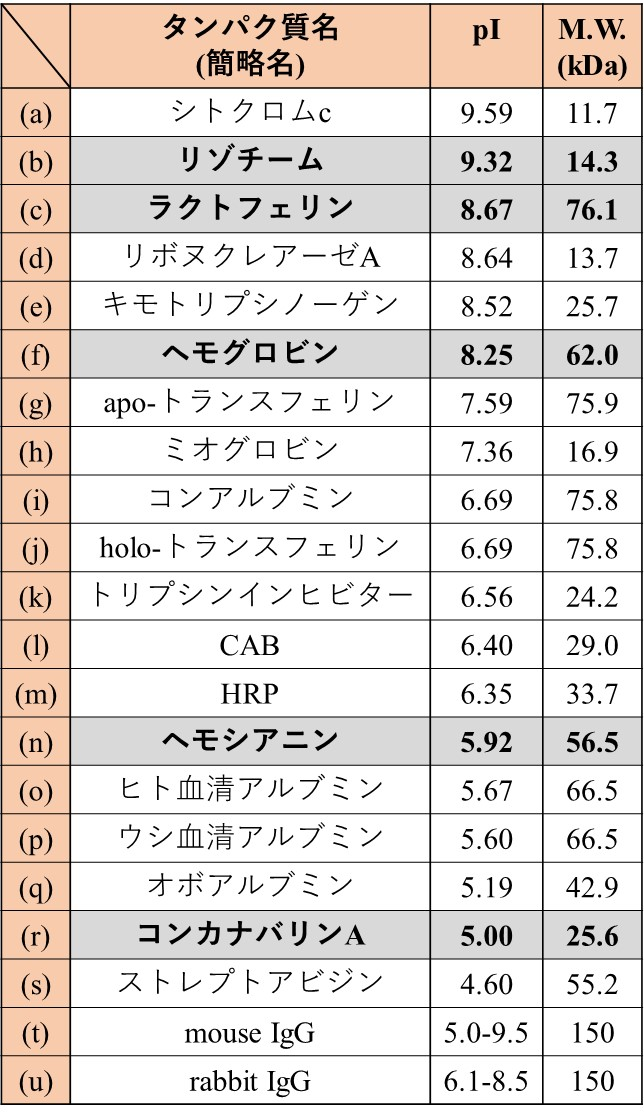 タンパク質名 pI M.W.
(簡略名) (kDa)
(a) シトクロムc 9.59 11.7
(b) リゾチーム 9.32 14.3
(c) ラクトフェリン 8.67 76.1
(d) リボヌクレアーゼA 8.64 13.7
(e) キモトリプシノーゲン 8.52 25.7
(f) ヘモグロビン 8.25 62.0
(g) apo-トランスフェリン 7.59 75.9
(h) ミオグロビン 7.36 16.9
(i) コンアルブミン 6.69 75.8
(j) holo-トランスフェリン 6.69 75.8
(k) トリプシンインヒビター 6.56 24.2
(l) CAB 6.40 29.0
(m) HRP 6.35 33.7
(n) ヘモシアニン 5.92 56.5
(o) ヒト血清アルブミン 5.67 66.5
(p) ウシ血清アルブミン 5.60 66.5
(q) オボアルブミン 5.19 42.9
(r) コンカナバリンA 5.00 25.6
(s) ストレプトアビジン 4.60 55.2
(t) mouse IgG 5.0-9.5 150
(u) rabbit IgG 6.1-8.5 150